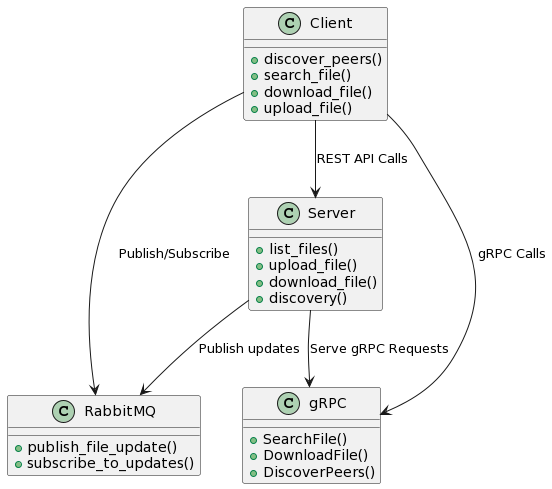 C Client
discover_peers()
search_file()
download_file()
upload_file()
REST API Calls
C Server
list_files()
upload_file()
download_file()
discovery()
Publish/Subscribe
gRPC Calls
Publish updates
Serve gRPC Requests
C RabbitMQ
publish_file_update()
subscribe_to_updates()
C gRPC
SearchFile()
DownloadFile()
DiscoverPeers()